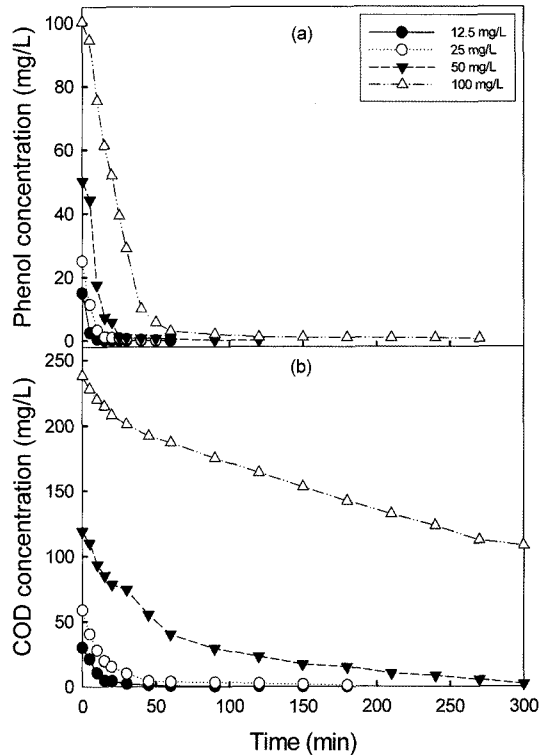 (a)
12.5 mg/L
25 mg/L
50 mg/L
100 mg/L
Phenol concentration (mg/L)
100
80
60
40
20
0
(b)
COD concentration (mg/L)
250
200
150
100
50
0
0 50 100 150 200 250 300
Time (min)